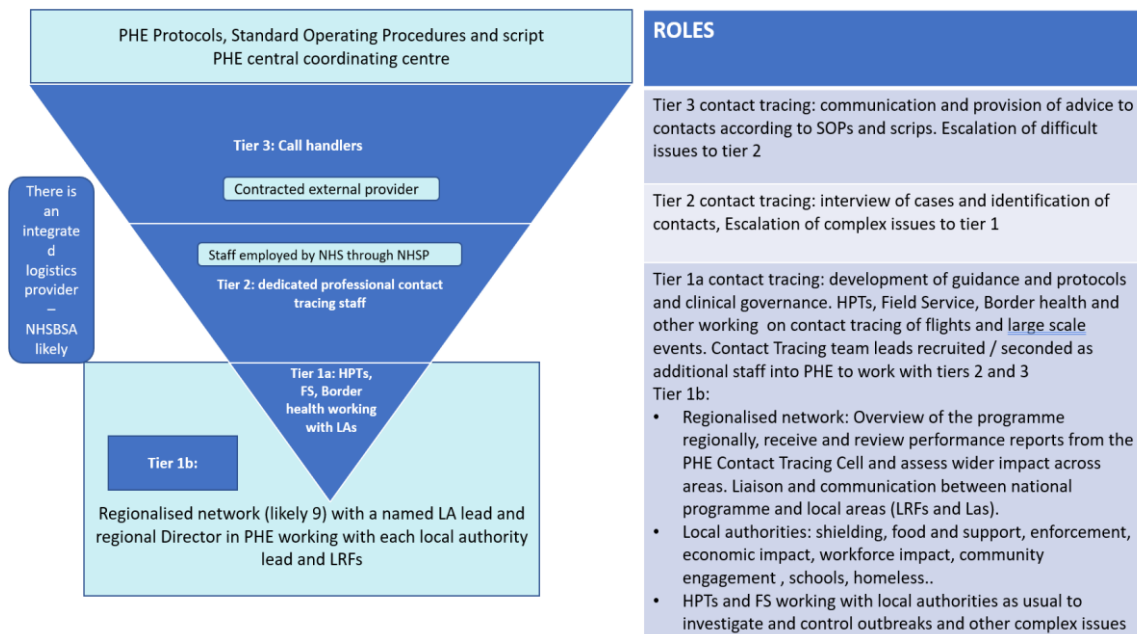 PHE Protocols, Standard Operating Procedures and script
PHE central coordinating centre
Tier 3: Call handlers
Contracted external provider
There is
an
integrate
d
logistics
provider
–
NHSBSA
likely
Staff employed by NHS through NHSP
Tier 2: dedicated professional contact
tracing staff
Tier 1a: HPTs,
FS, Border
health working
with LAs
Tier 1b:
Regionalised network (likely 9) with a named LA lead and
regional Director in PHE working with each local authority
lead and LRFs
ROLES
Tier 3 contact tracing: communication and provision of advice to
contacts according to SOPs and scrips. Escalation of difficult
issues to tier 2
Tier 2 contact tracing: interview of cases and identification of
contacts, Escalation of complex issues to tier 1
Tier 1a contact tracing: development of guidance and protocols
and clinical governance. HPTs, Field Service, Border health and
other working on contact tracing of flights and large scale
events. Contact Tracing team leads recruited / seconded as
additional staff into PHE to work with tiers 2 and 3
Tier 1b:
• Regionalised network: Overview of the programme
regionally, receive and review performance reports from the
PHE Contact Tracing Cell and assess wider impact across
areas. Liaison and communication between national
programme and local areas (LRFs and Las).
• Local authorities: shielding, food and support, enforcement,
economic impact, workforce impact, community
engagement , schools, homeless..
• HPTs and FS working with local authorities as usual to
investigate and control outbreaks and other complex issues